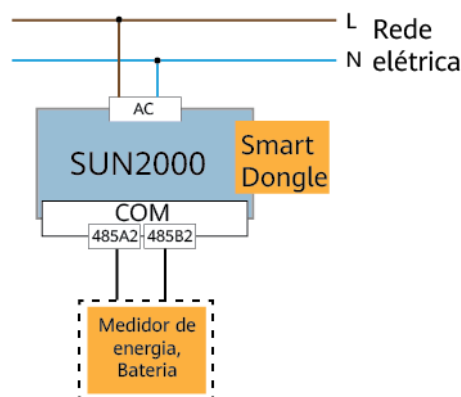 L Rede
N elétrica
AC
SUN2000
Smart
Dongle
COM
485A2 485B2
Medidor de
energia,
Bateria